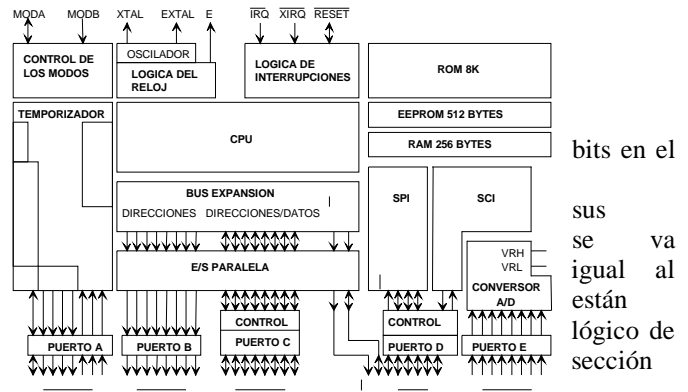 MODA MODB XTAL EXTAL E IRQ XIRQ RESET
CONTROL DE
LOS MODOS
OSCILADOR
LOGICA DEL
RELOJ
LOGICA DE
INTERRUPCIONES
ROM 8K
TEMPORIZADOR
CPU
EEPROM 512 BYTES
RAM 256 BYTES
BUS EXPANSION
DIRECCIONES DIRECCIONES/DATOS
SPI
SCI
E/S PARALELA
VRH
VRL
CONVERSOR
A/D
CONTROL
CONTROL
PUERTO A
PUERTO B
PUERTO C
PUERTO D
PUERTO E
bits en el
sus
se va
igual al
están
lógico de
sección